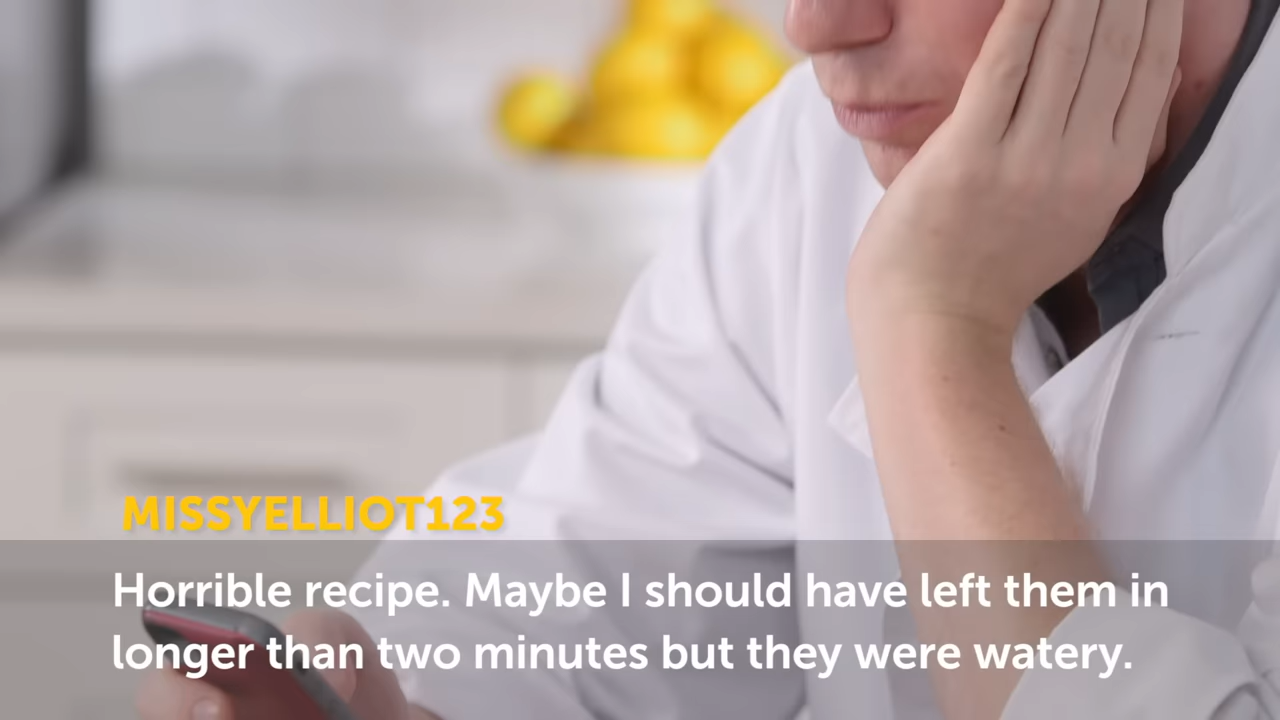 MISSYELLIOT123
Horrible recipe. Maybe I should have left them in
longer than two minutes but they were watery.